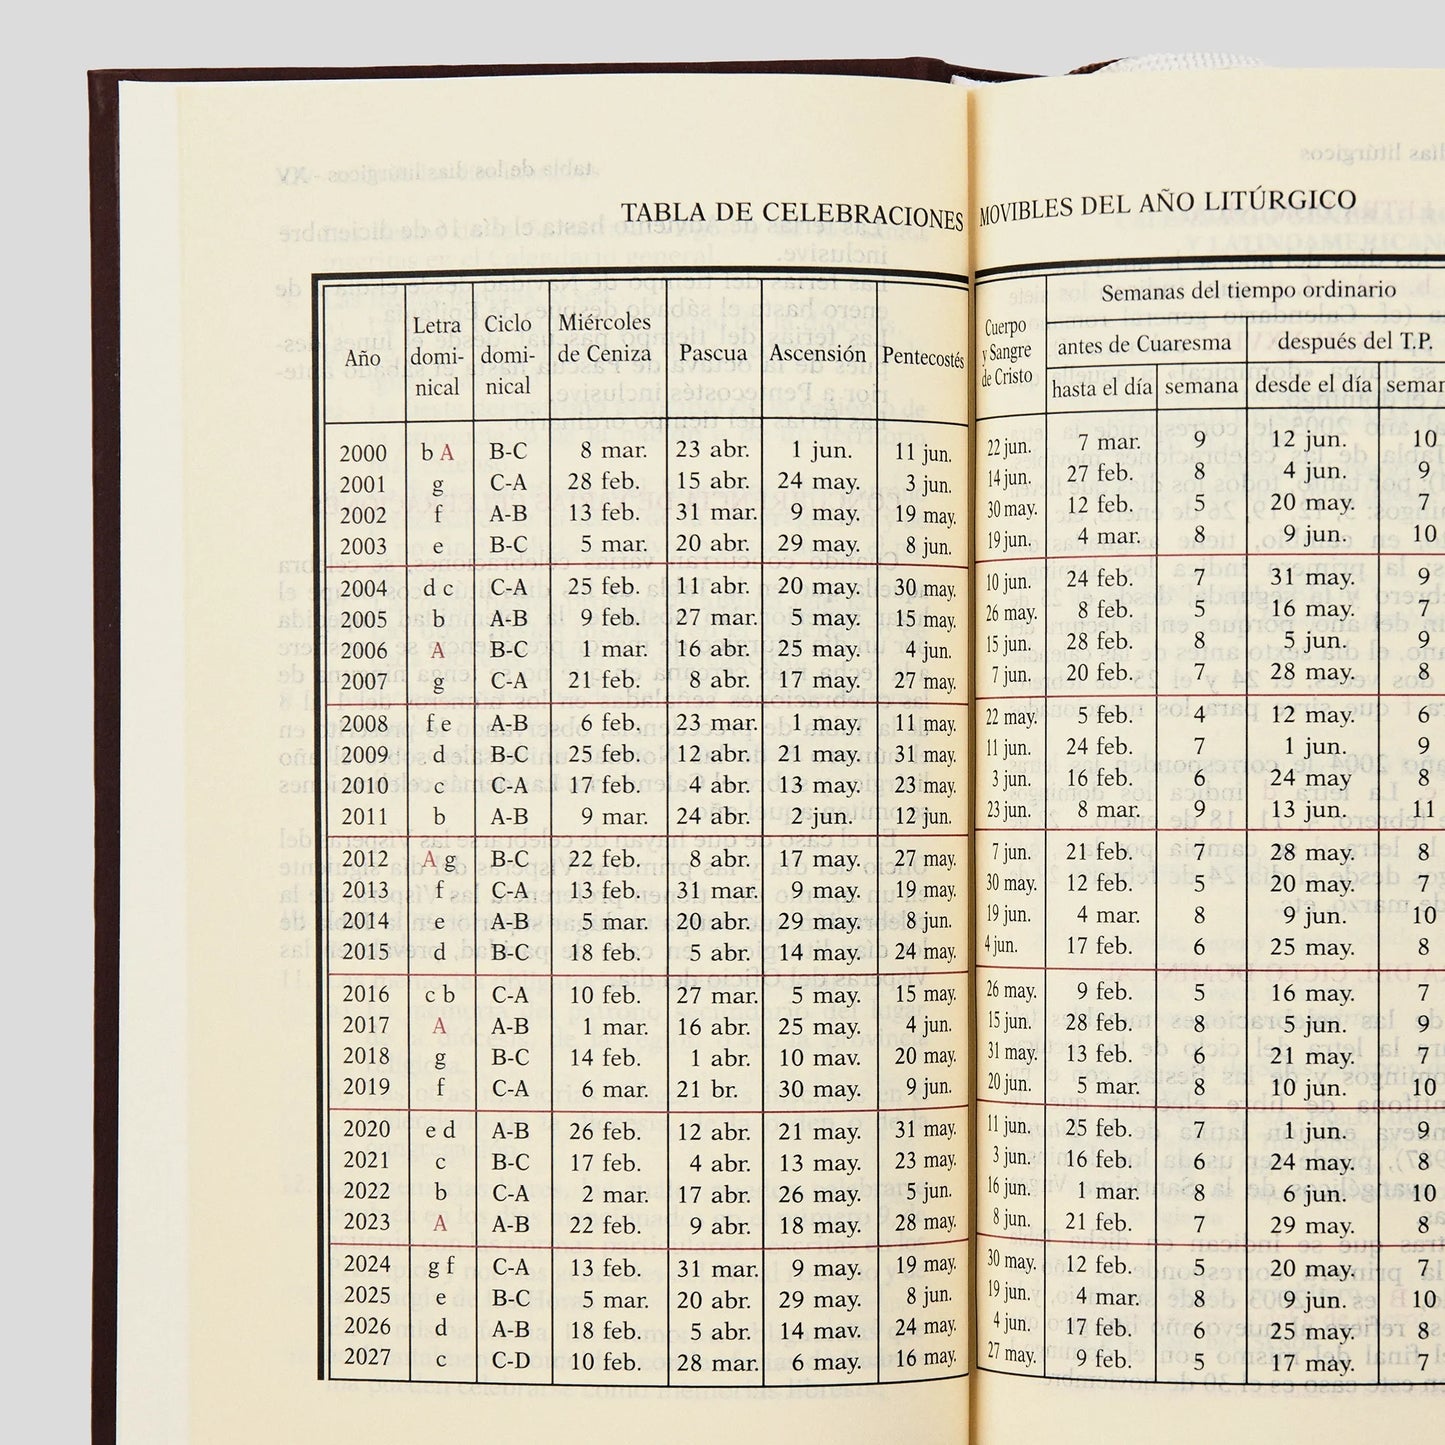 TABLA DE CELEBRACIONES MOVIBLES DEL AÑO LITÚRGICO
Año Letra domi- nical Ciclo domi- nical Miércoles de Ceniza Pascua Ascensión Pentecostés Cuerpo y Sangre de Cristo Semanas del tiempo ordinario
antes de Cuaresma después del T.P.
hasta el día semana desde el día seman
2000 b A B-C 8 mar. 23 abr. 1 jun. 11 jun. 22 jun. 7 mar. 9 12 jun. 10
2001 g C-A 28 feb. 15 abr. 24 may. 3 jun. 14 jun. 27 feb. 8 4 jun. 9
2002 f A-B 13 feb. 31 mar. 9 may. 19 may. 30 may. 12 feb. 5 20 may. 7
2003 e B-C 5 mar. 20 abr. 29 may. 8 jun. 19 jun. 4 mar. 8 9 jun. 10
2004 d c C-A 25 feb. 11 abr. 20 may. 30 may. 10 jun. 24 feb. 7 31 may. 9
2005 b A-B 9 feb. 27 mar. 5 may. 15 may. 26 may. 8 feb. 5 16 may. 7
2006 A B-C 1 mar. 16 abr. 25 may. 4 jun. 15 jun. 28 feb. 8 5 jun. 9
2007 g C-A 21 feb. 8 abr. 17 may. 27 may. 7 jun. 20 feb. 7 28 may. 8
2008 f e A-B 6 feb. 23 mar. 1 may. 11 may. 22 may. 5 feb. 4 12 may. 6
2009 d B-C 25 feb. 12 abr. 21 may. 31 may. 11 jun. 24 feb. 7 1 jun. 9
2010 c C-A 17 feb. 4 abr. 13 may. 23 may. 3 jun. 16 feb. 6 24 may 8
2011 b A-B 9 mar. 24 abr. 2 jun. 12 jun. 23 jun. 8 mar. 9 13 jun. 11
2012 A g B-C 22 feb. 8 abr. 17 may. 27 may. 7 jun. 21 feb. 7 28 may. 8
2013 f C-A 13 feb. 31 mar. 9 may. 19 may. 30 may. 12 feb. 5 20 may. 7
2014 e A-B 5 mar. 20 abr. 29 may. 8 jun. 19 jun. 4 mar. 8 9 jun. 10
2015 d B-C 18 feb. 5 abr. 14 may. 24 may. 4 jun. 17 feb. 6 25 may. 8
2016 c b C-A 10 feb. 27 mar. 5 may. 15 may. 26 may. 9 feb. 5 16 may. 7
2017 A A-B 1 mar. 16 abr. 25 may. 4 jun. 15 jun. 28 feb. 8 5 jun. 9
2018 g B-C 14 feb. 1 abr. 10 mav. 20 may. 31 may. 13 feb. 6 21 may. 7
2019 f C-A 6 mar. 21 br. 30 may. 9 jun. 20 jun. 5 mar. 8 10 jun. 10
2020 e d A-B 26 feb. 12 abr. 21 may. 31 may. 11 jun. 25 feb. 7 1 jun. 9
2021 c B-C 17 feb. 4 abr. 13 may. 23 may. 3 jun. 16 feb. 6 24 may. 8
2022 b C-A 2 mar. 17 abr. 26 may. 5 jun. 16 jun. 1 mar. 8 6 jun. 10
2023 A A-B 22 feb. 9 abr. 18 may. 28 may. 8 jun. 21 feb. 7 29 may. 8
2024 g f C-A 13 feb. 31 mar. 9 may. 19 may. 30 may. 12 feb. 5 20 may. 7
2025 e B-C 5 mar. 20 abr. 29 may. 8 jun. 19 jun. 4 mar. 8 9 jun. 10
2026 d A-B 18 feb. 5 abr. 14 mav. 24 may. 4 jun. 17 feb. 6 25 may. 8
2027 c C-D 10 feb. 28 mar. 6 may. 16 may. 27 may. 9 feb. 5 17 may. 7